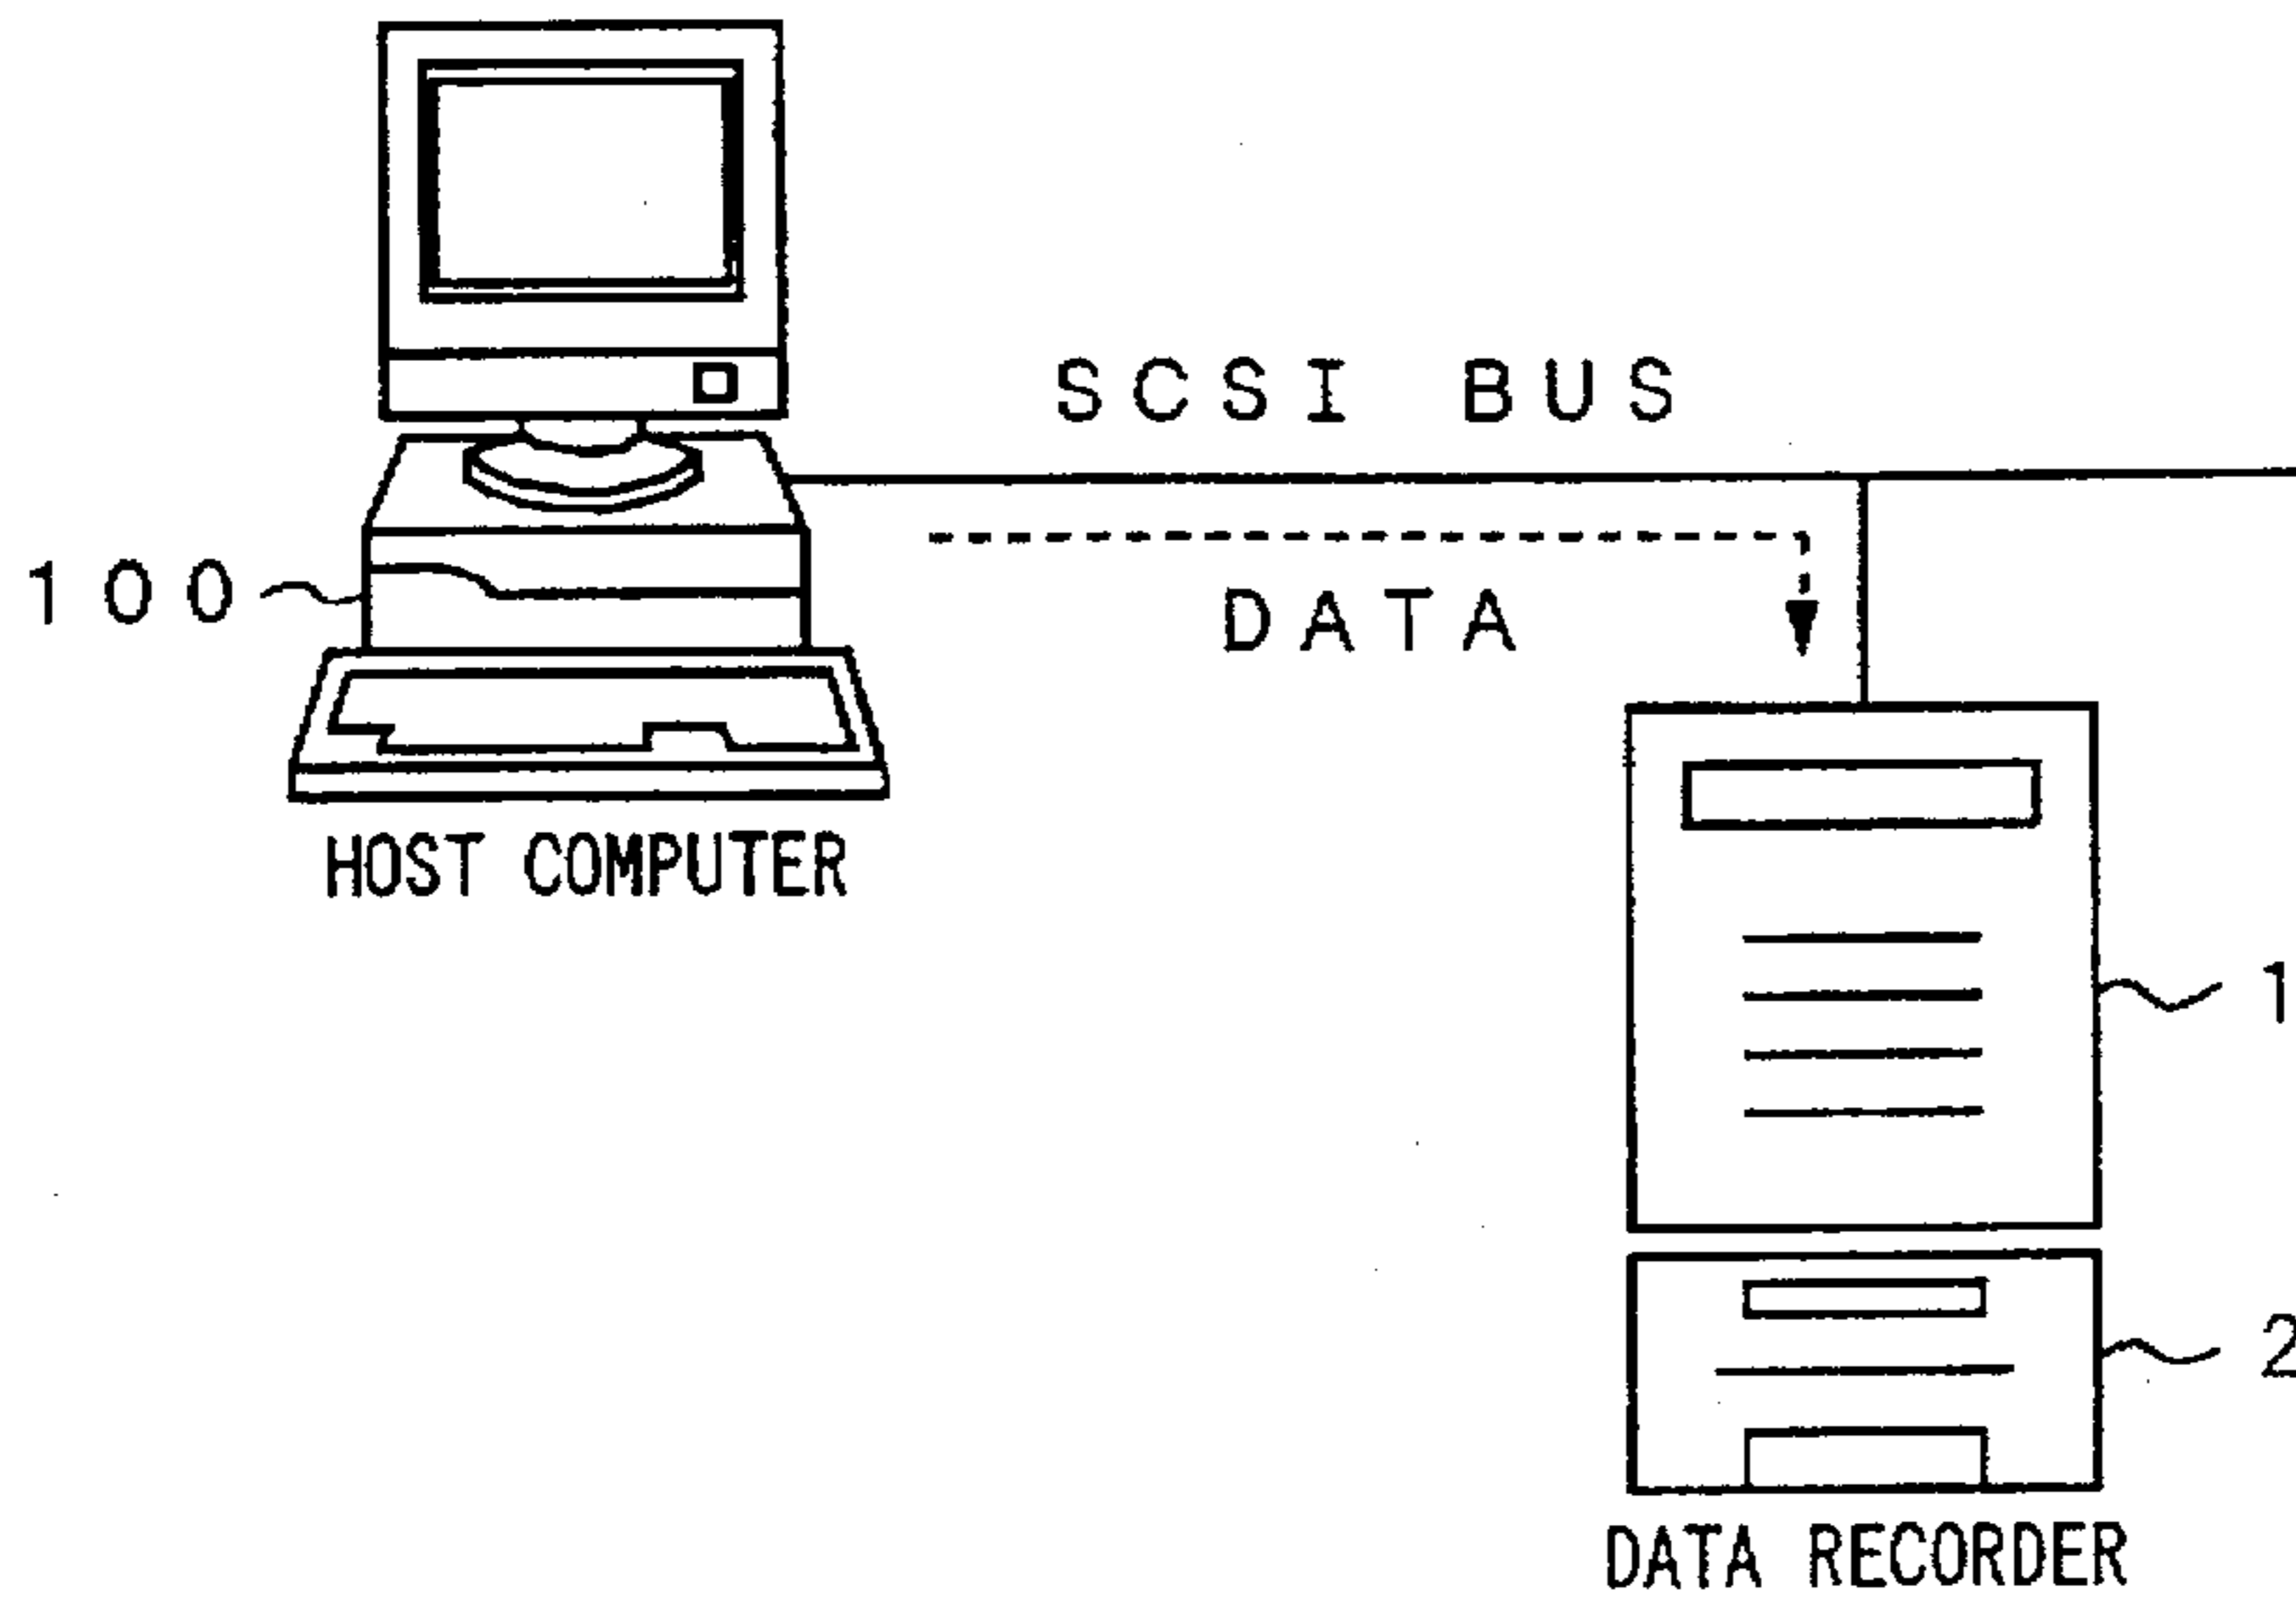 SCSI BUS
100
DATA
HOST COMPUTER
1
2
DATA RECORDER